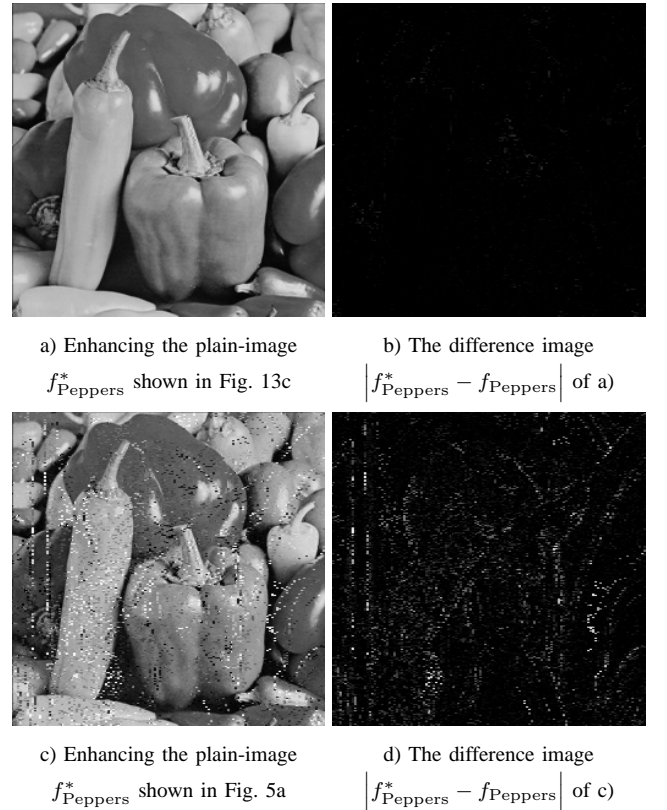 a) Enhancing the plain-image
f*Peppers shown in Fig. 13c
b) The difference image
|f*Peppers − fPeppers| of a)
c) Enhancing the plain-image
f*Peppers shown in Fig. 5a
d) The difference image
|f*Peppers − fPeppers| of c)